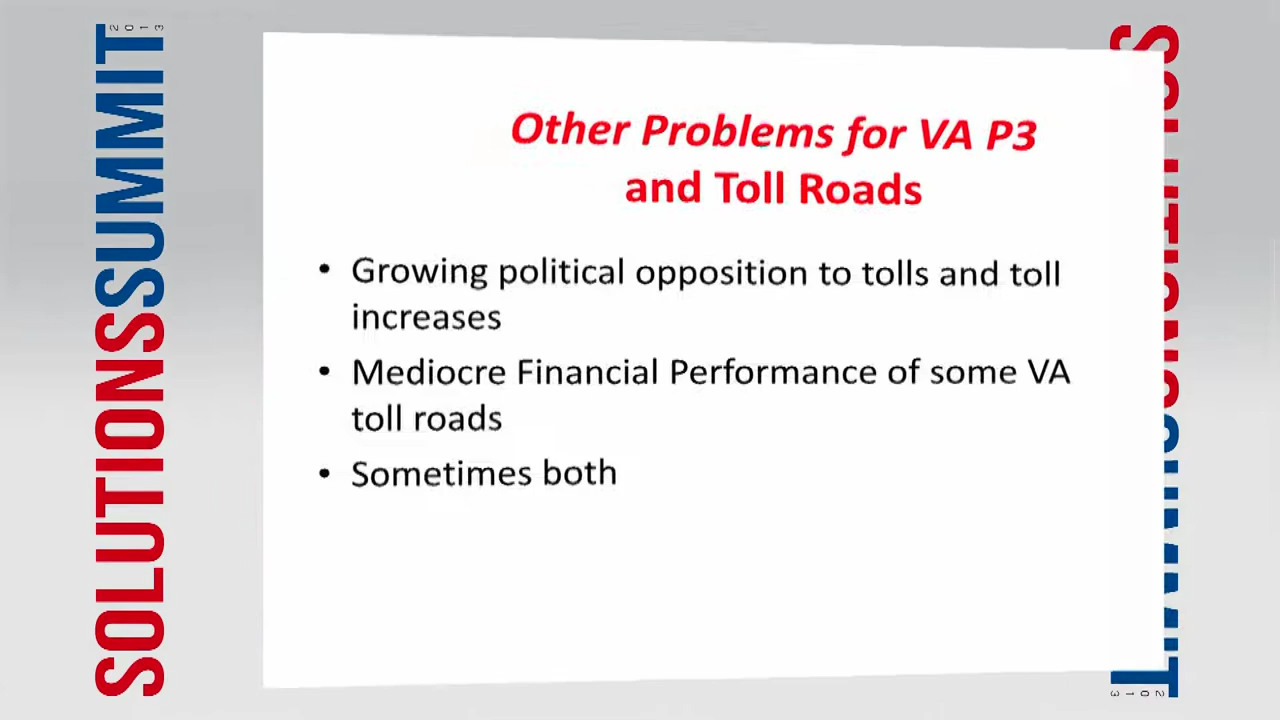 SOLUTIONSSUMMIT
2013
Other Problems for VA P3
and Toll Roads
• Growing political opposition to tolls and toll
increases
• Mediocre Financial Performance of some VA
toll roads
• Sometimes both
SOLUTIONSSUMMIT
2013